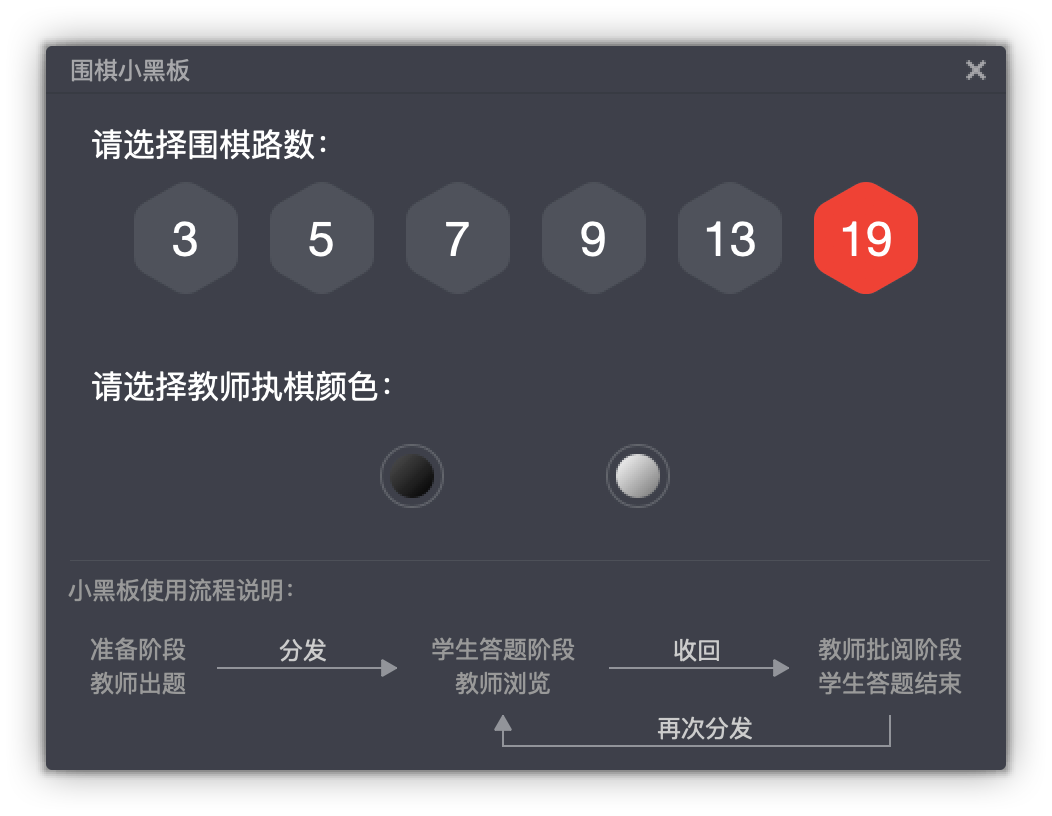 围棋小黑板
请选择围棋路数：
3 5 7 9 13 19
请选择教师执棋颜色：
小黑板使用流程说明：
准备阶段
教师出题
分发
学生答题阶段
教师浏览
收回
教师批阅阶段
学生答题结束
再次分发